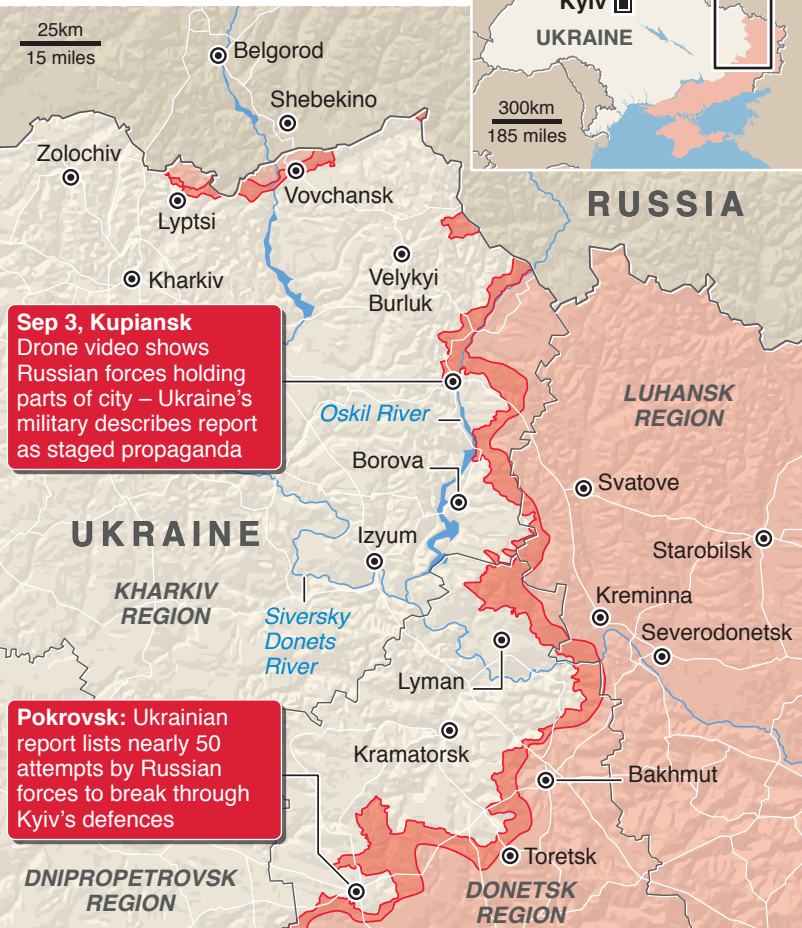 25km
15 miles
Belgorod
Shebekino
Zolochiv
Lyptsi
Vovchansk
Kharkiv
Velykyi
Burluk
Kyiv
UKRAINE
300km
185 miles
RUSSIA
Sep 3, Kupiansk
Drone video shows
Russian forces holding
parts of city – Ukraine’s
military describes report
as staged propaganda
Oskil River
LUHANSK
REGION
Borova
Svatove
UKRAINE
Izyum
Starobilsk
KHARKIV
REGION
Siversky
Donets
River
Kreminna
Severodonetsk
Lyman
Pokrovsk: Ukrainian
report lists nearly 50
attempts by Russian
forces to break through
Kyiv’s defences
Kramatorsk
Bakhmut
Toretsk
DNIPROPETROVSK
REGION
DONETSK
REGION